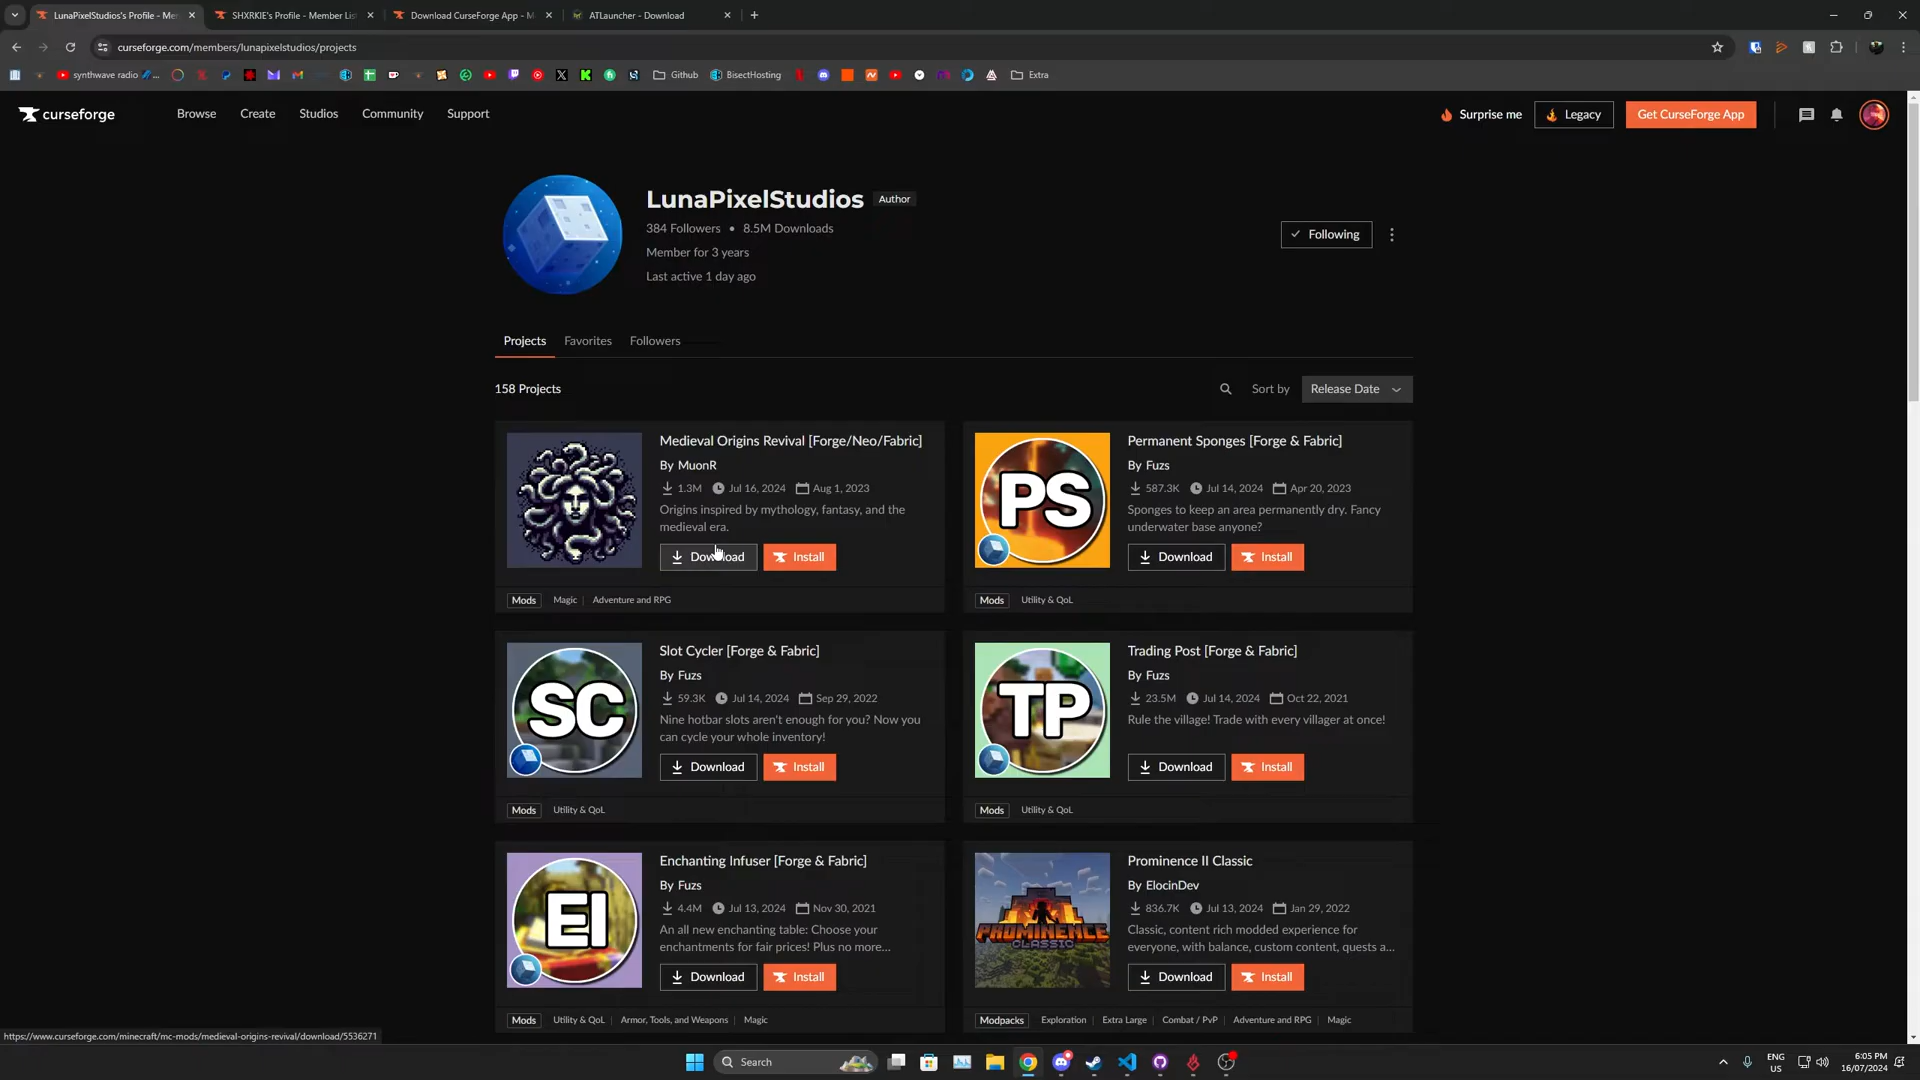 LunaPixelStudios's Profile - Me
SHXRKIE's Profile - Member Lis
Download CurseForge App - M
ATLauncher - Download
curseforge.com/members/lunapixelstudios/projects
synthwave radio
Github
BisectHosting
Extra
curseforge
Browse
Create
Studios
Community
Support
Surprise me
Legacy
Get CurseForge App
LunaPixelStudios
Author
384 Followers • 8.5M Downloads
Member for 3 years
Last active 1 day ago
Following
Projects
Favorites
Followers
158 Projects
Sort by
Release Date
Medieval Origins Revival [Forge/Neo/Fabric]
By MuonR
1.3M Jul 16, 2024 Aug 1, 2023
Origins inspired by mythology, fantasy, and the
medieval era.
Download
Install
Mods
Magic
Adventure and RPG
PS
Permanent Sponges [Forge & Fabric]
By Fuzs
587.3K Jul 14, 2024 Apr 20, 2023
Sponges to keep an area permanently dry. Fancy
underwater base anyone?
Download
Install
Mods
Utility & QoL
SC
Slot Cycler [Forge & Fabric]
By Fuzs
59.3K Jul 14, 2024 Sep 29, 2022
Nine hotbar slots aren't enough for you? Now you
can cycle your whole inventory!
Download
Install
Mods
Utility & QoL
TP
Trading Post [Forge & Fabric]
By Fuzs
23.5M Jul 14, 2024 Oct 22, 2021
Rule the village! Trade with every villager at once!
Download
Install
Mods
Utility & QoL
EI
Enchanting Infuser [Forge & Fabric]
By Fuzs
4.4M Jul 13, 2024 Nov 30, 2021
An all new enchanting table: Choose your
enchantments for fair prices! Plus no more...
Download
Install
Mods
Utility & QoL
Armor, Tools, and Weapons
Magic
PROMINENCE
CLASSIC
Prominence II Classic
By ElocinDev
836.7K Jul 13, 2024 Jan 29, 2022
Classic, content rich modded experience for
everyone, with balance, custom content, quests a...
Download
Install
Modpacks
Exploration
Extra Large
Combat / PvP
Adventure and RPG
Magic
https://www.curseforge.com/minecraft/mc-mods/medieval-origins-revival/download/5536271
Search
ENG
US
6:05 PM
16/07/2024